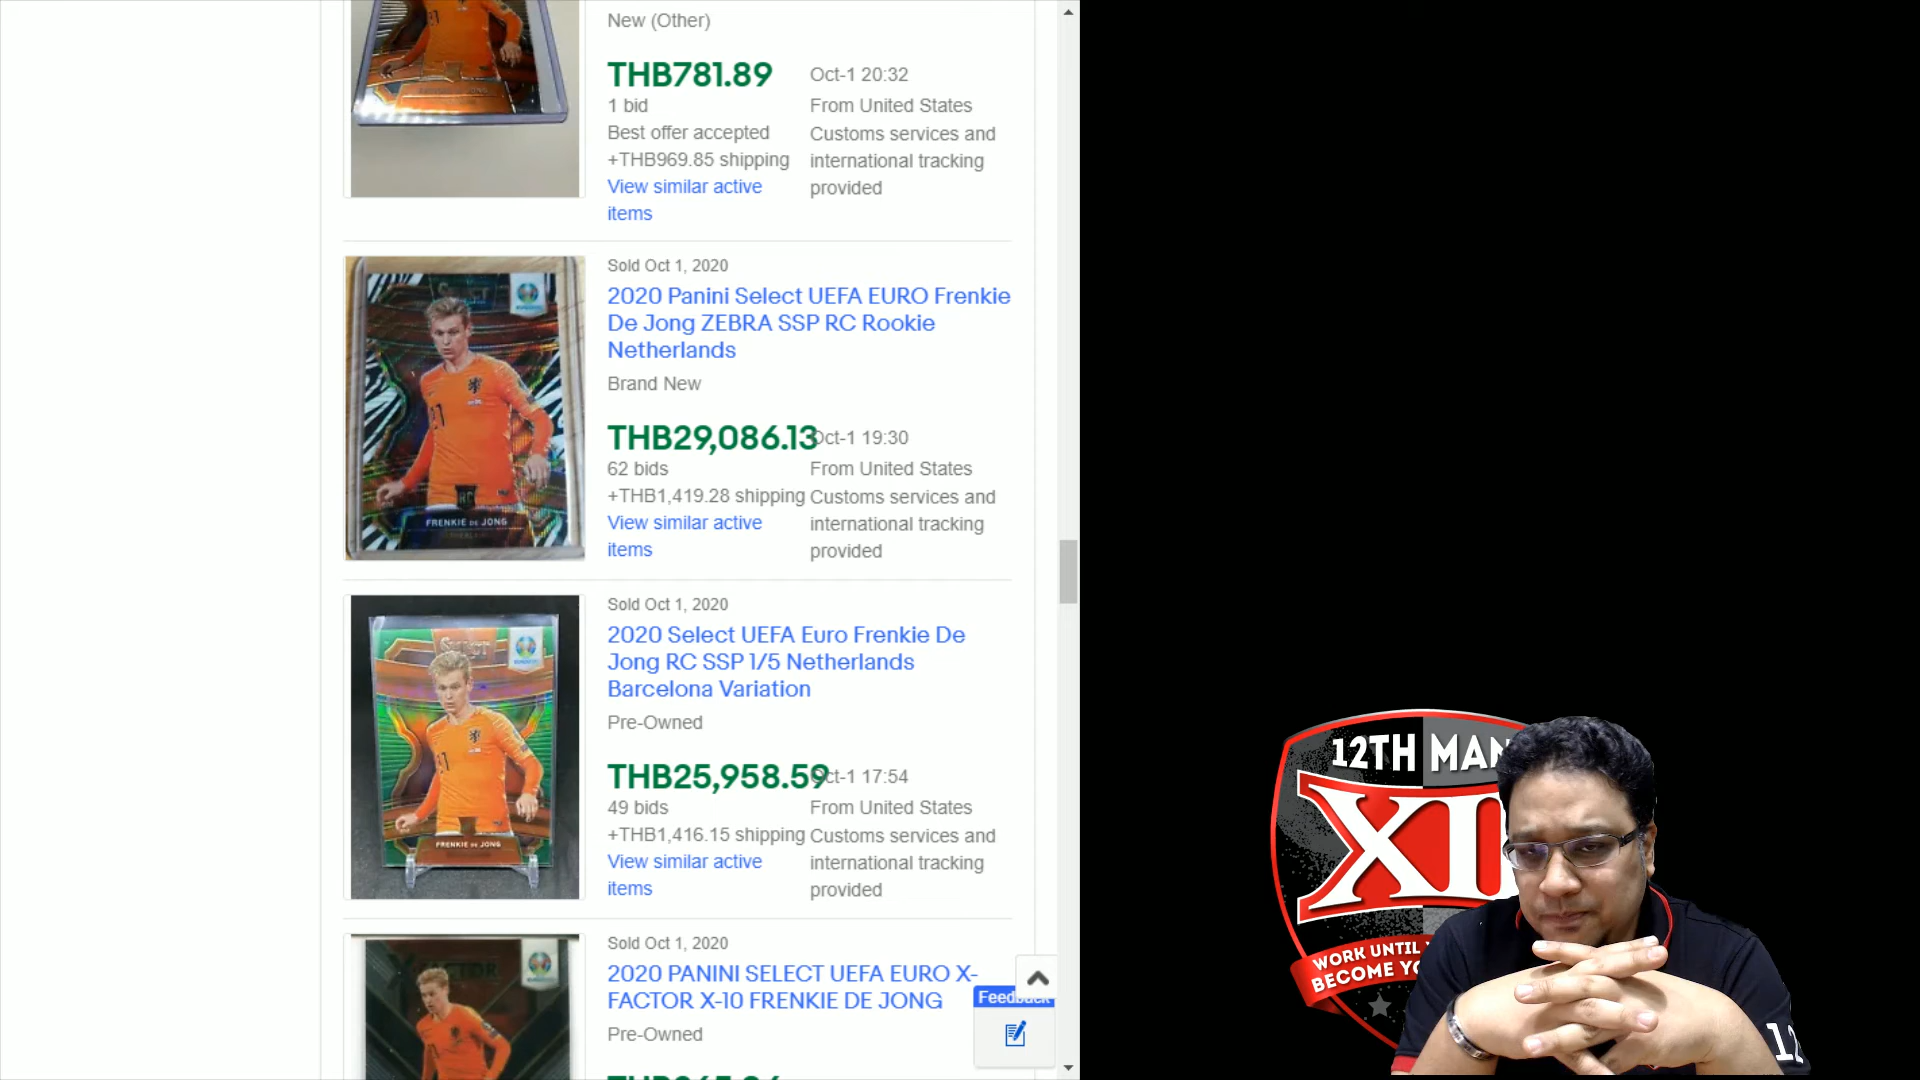 New (Other)
THB781.89
Oct-1 20:32
1 bid
From United States
Best offer accepted
Customs services and
+THB969.85 shipping
international tracking
View similar active
provided
items
Sold Oct 1, 2020
2020 Panini Select UEFA EURO Frenkie
De Jong ZEBRA SSP RC Rookie
Netherlands
Brand New
THB29,086.13
Oct-1 19:30
62 bids
From United States
+THB1,419.28 shipping
Customs services and
View similar active
international tracking
items
provided
FRENKIE DE JONG
Sold Oct 1, 2020
2020 Select UEFA Euro Frenkie De
Jong RC SSP 1/5 Netherlands
Barcelona Variation
Pre-Owned
THB25,958.59
Oct-1 17:54
49 bids
From United States
+THB1,416.15 shipping
Customs services and
View similar active
international tracking
items
provided
FRENKIE DE JONG
Sold Oct 1, 2020
2020 PANINI SELECT UEFA EURO X-
FACTOR X-10 FRENKIE DE JONG
Pre-Owned
Feedback
12TH MAN
WORK UNTIL
BECOME
12